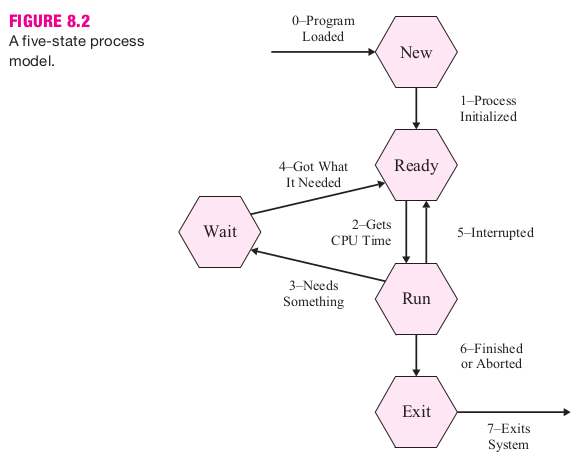 FIGURE 8.2
A five-state process
model.
0–Program
Loaded
New
1–Process
Initialized
Ready
4–Got What
It Needed
Wait
2–Gets
CPU Time
5–Interrupted
3–Needs
Something
Run
6–Finished
or Aborted
Exit
7–Exits
System